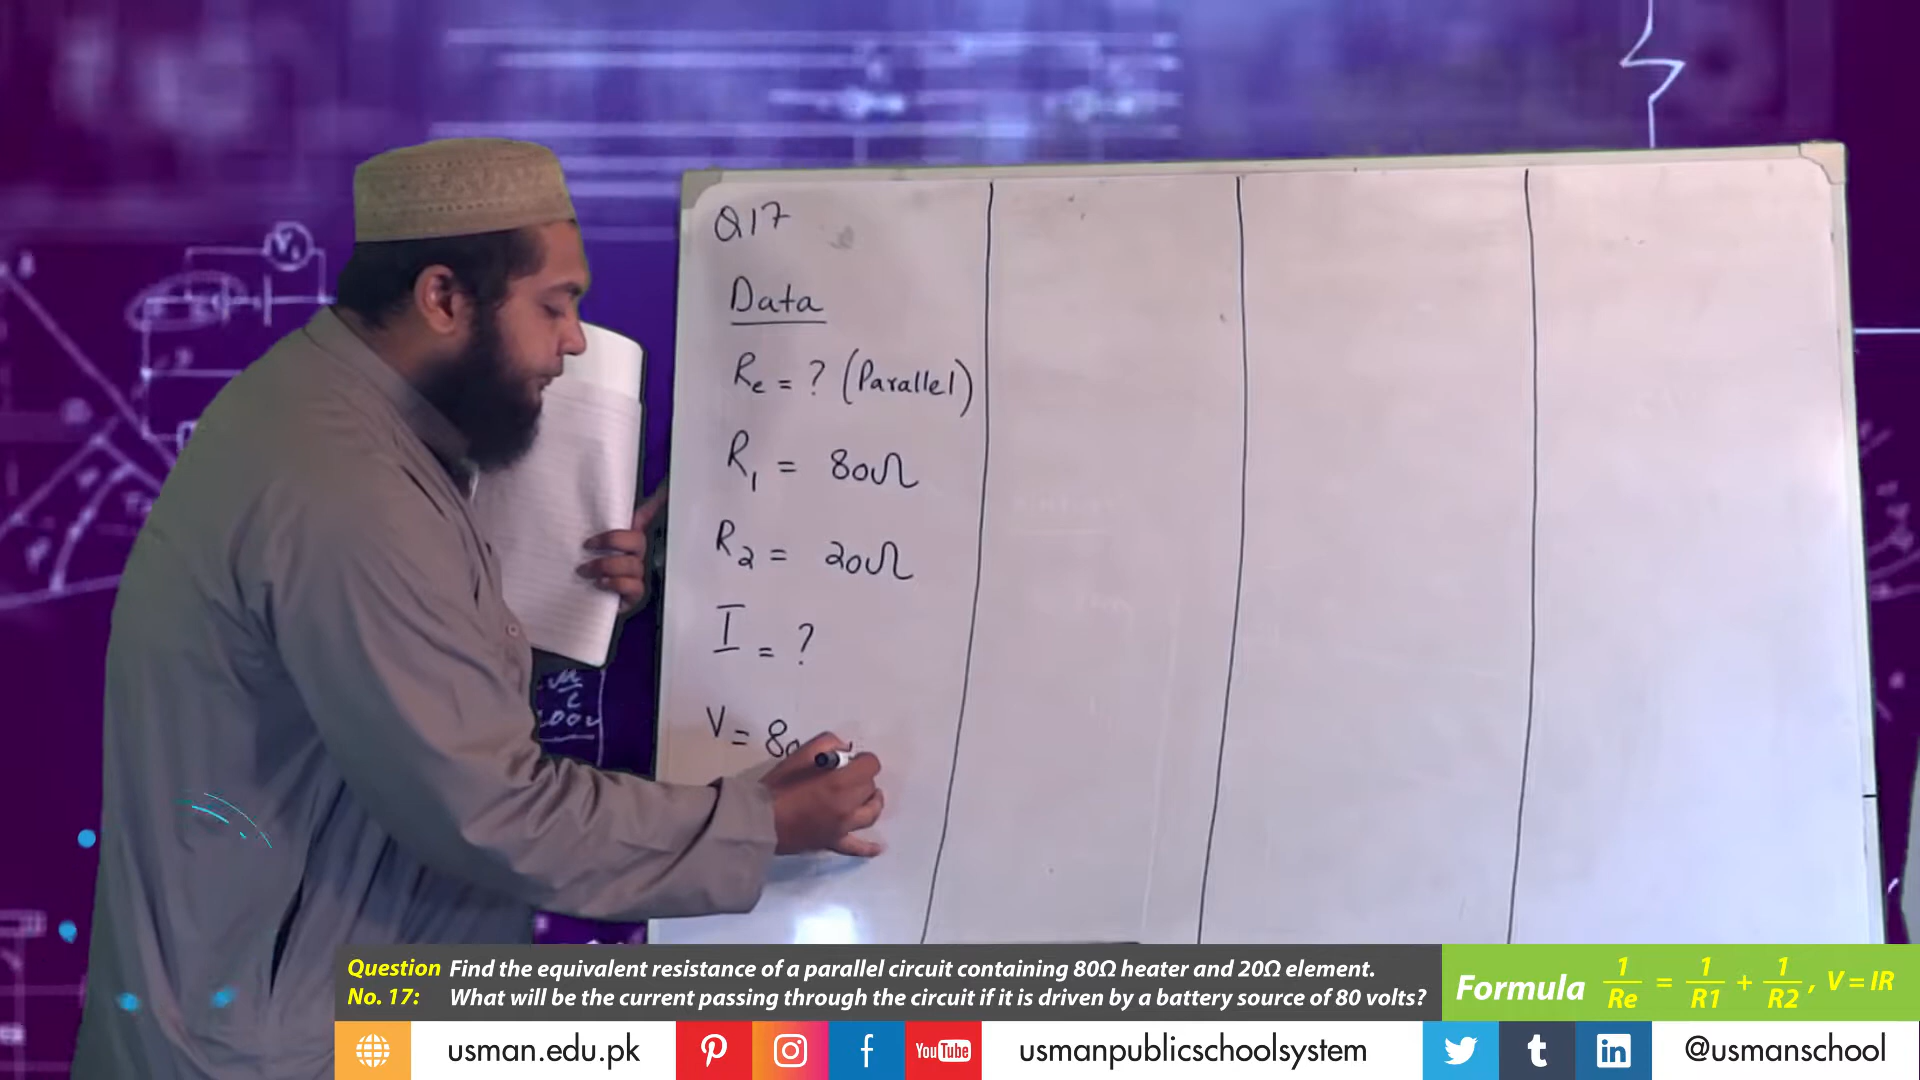 Q17
Data
Re = ? (Parallel)
R1 = 80Ω
R2 = 20Ω
I = ?
V = 80
Question No. 17: Find the equivalent resistance of a parallel circuit containing 80Ω heater and 20Ω element.
What will be the current passing through the circuit if it is driven by a battery source of 80 volts?
Formula 1/Re = 1/R1 + 1/R2, V = IR
usman.edu.pk
YouTube
usmanpublicschoolsystem
@usmanschool